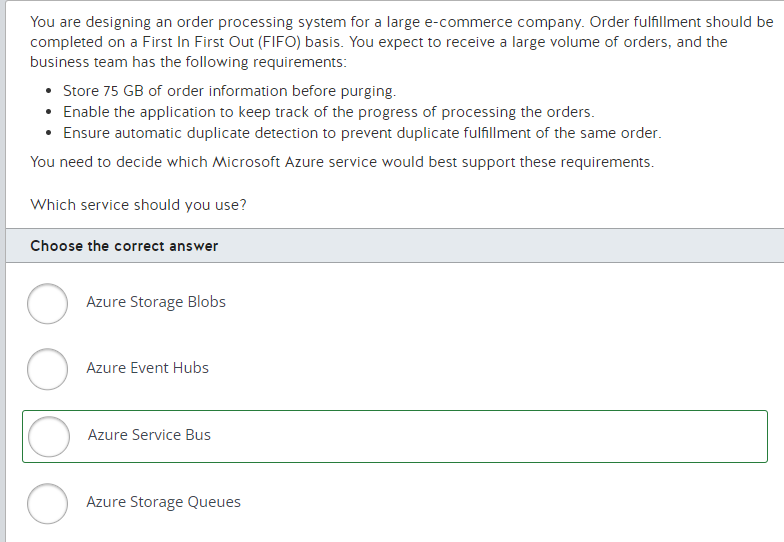 You are designing an order processing system for a large e-commerce company. Order fulfillment should be
completed on a First In First Out (FIFO) basis. You expect to receive a large volume of orders, and the
business team has the following requirements:
• Store 75 GB of order information before purging.
• Enable the application to keep track of the progress of processing the orders.
• Ensure automatic duplicate detection to prevent duplicate fulfillment of the same order.
You need to decide which Microsoft Azure service would best support these requirements.
Which service should you use?
Choose the correct answer
Azure Storage Blobs
Azure Event Hubs
Azure Service Bus
Azure Storage Queues